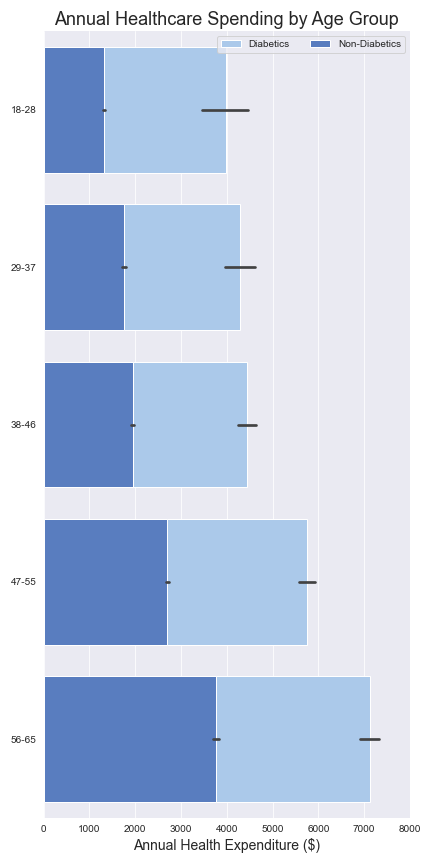 Annual Healthcare Spending by Age Group
Diabetics Non-Diabetics
18-28
29-37
38-46
47-55
56-65
0 1000 2000 3000 4000 5000 6000 7000 8000
Annual Health Expenditure ($)